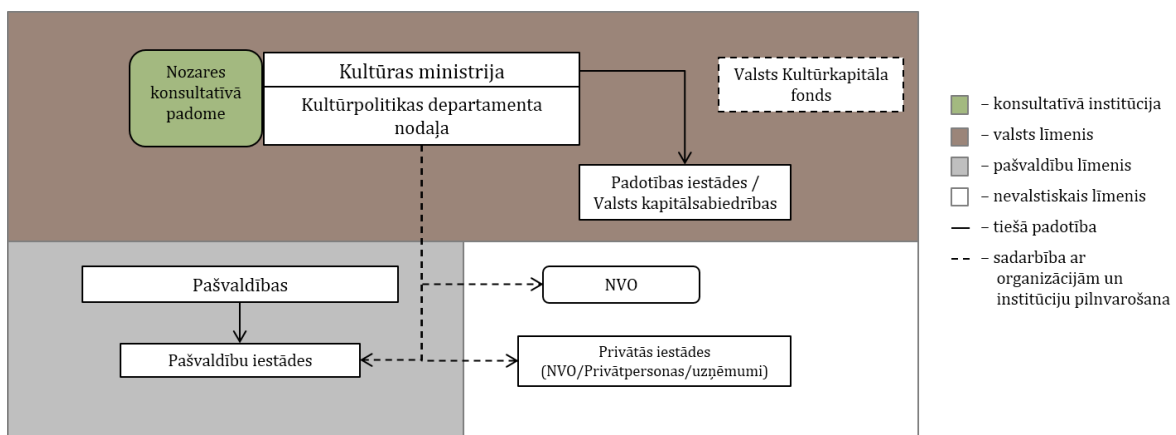 Nozares
konsultatīvā
padome
Kultūras ministrija
Kultūrpolitikas departamenta
nodaļa
Valsts Kultūrkapitāla
fonds
Padotības iestādes /
Valsts kapitālsabiedrības
Pašvaldības
Pašvaldību iestādes
NVO
Privātās iestādes
(NVO/Privātpersonas/uzņēmumi)
– konsultatīvā institūcija
– valsts līmenis
– pašvaldību līmenis
– nevalstiskais līmenis
– tiešā padotība
– sadarbība ar
organizācijām un
institūciju pilnvarošana